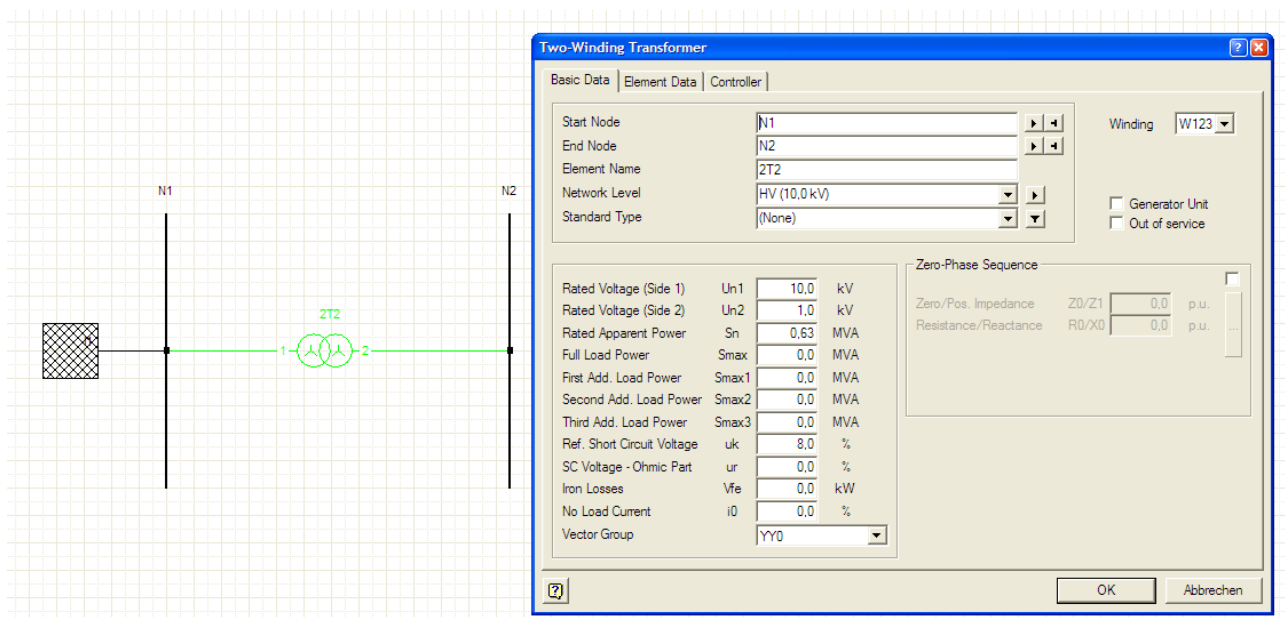 N1
N2
2T2
1
2
Two-Winding Transformer
Basic Data Element Data Controller
Start Node N1
End Node N2
Element Name 2T2
Network Level HV (10,0 kV)
Standard Type (None)
Winding W123
Generator Unit
Out of service
Rated Voltage (Side 1) Un1 10,0 kV
Rated Voltage (Side 2) Un2 1,0 kV
Rated Apparent Power Sn 0,63 MVA
Full Load Power Smax 0,0 MVA
First Add. Load Power Smax1 0,0 MVA
Second Add. Load Power Smax2 0,0 MVA
Third Add. Load Power Smax3 0,0 MVA
Ref. Short Circuit Voltage uk 8,0 %
SC Voltage - Ohmic Part ur 0,0 %
Iron Losses Vfe 0,0 kW
No Load Current i0 0,0 %
Vector Group YY0
Zero-Phase Sequence
Zero/Pos. Impedance Z0/Z1 0,0 p.u.
Resistance/Reactance R0/X0 0,0 p.u. ...
OK Abbrechen